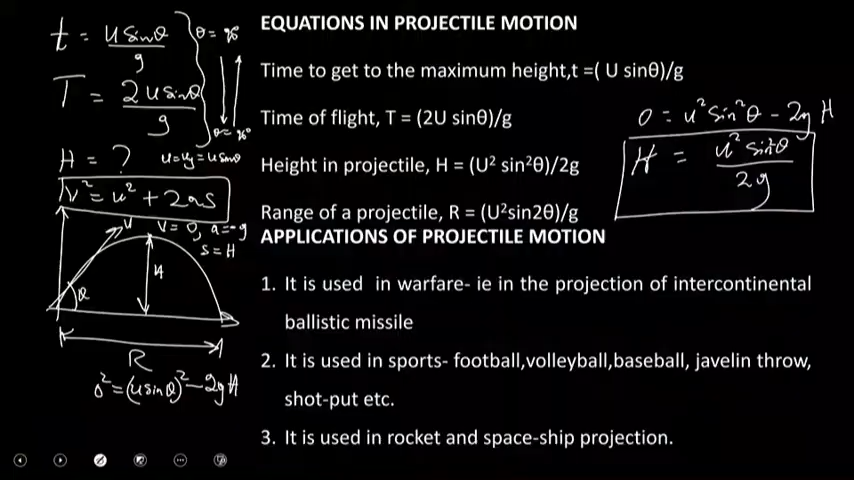 EQUATIONS IN PROJECTILE MOTION
Time to get to the maximum height,t =( U sinθ)/g
Time of flight, T = (2U sinθ)/g
Height in projectile, H = (U² sin²θ)/2g
Range of a projectile, R = (U²sin2θ)/g
APPLICATIONS OF PROJECTILE MOTION
1. It is used in warfare- ie in the projection of intercontinental
ballistic missile
2. It is used in sports- football,volleyball,baseball, javelin throw,
shot-put etc.
3. It is used in rocket and space-ship projection.
t = u sinθ / g
T = 2u sinθ / g
H = ? u=uy=u sinθ
v² = u² + 2as
v = 0, a=-g
s = H
u
H
θ
R
0² = (u sinθ)² - 2gH
0 = u² sin²θ - 2gH
H = u² sin²θ / 2g